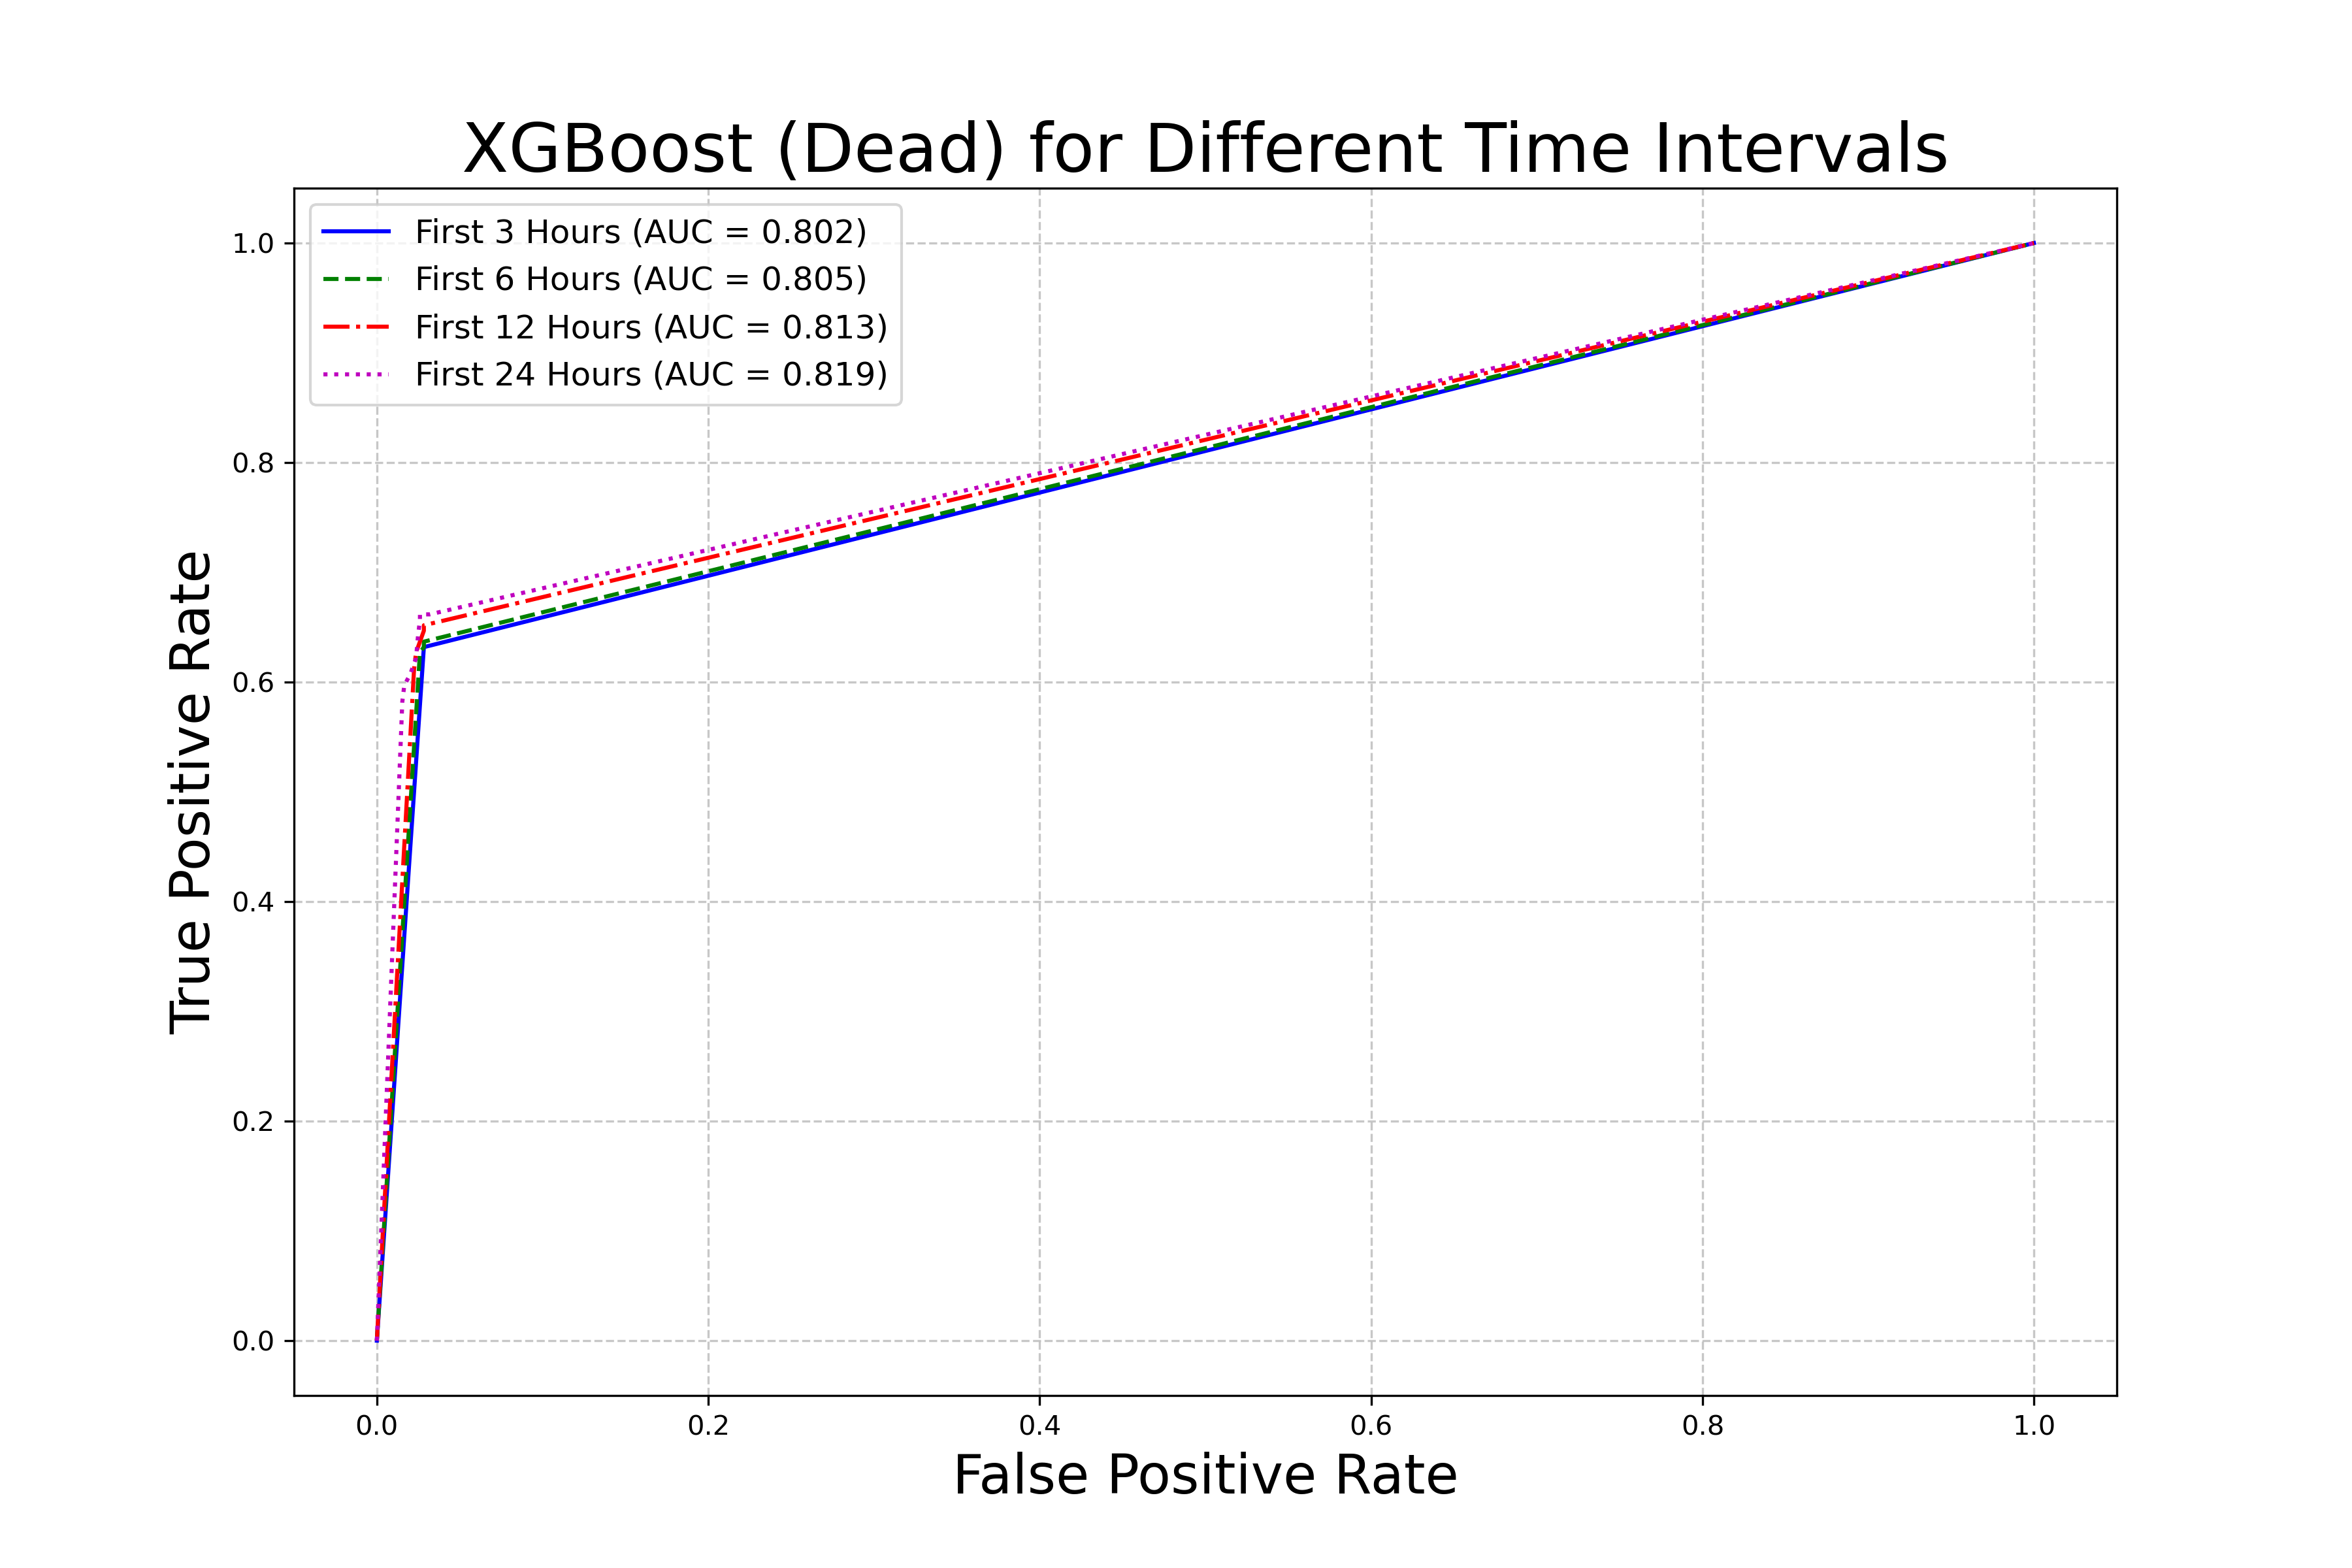 XGBoost (Dead) for Different Time Intervals
First 3 Hours (AUC = 0.802)
First 6 Hours (AUC = 0.805)
First 12 Hours (AUC = 0.813)
First 24 Hours (AUC = 0.819)
True Positive Rate
1.0
0.8
0.6
0.4
0.2
0.0
0.0 0.2 0.4 0.6 0.8 1.0
False Positive Rate